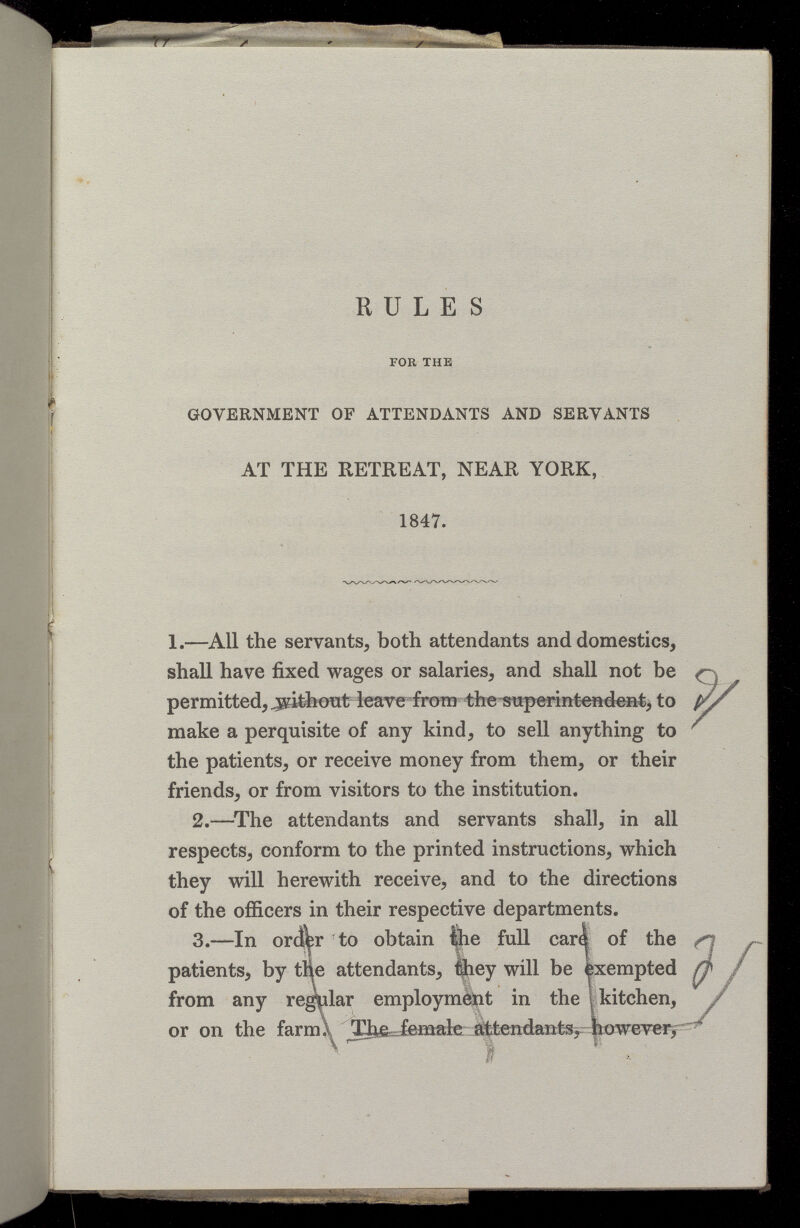 RULES
FOR THE
GOVERNMENT OF ATTENDANTS AND SERVANTS
AT THE RETREAT, NEAR YORK,
1847.
1.—All the servants, both attendants and domestics,
shall have fixed wages or salaries, and shall not be
permitted, without leave from the superintendent, to
make a perquisite of any kind, to sell anything to
the patients, or receive money from them, or their
friends, or from visitors to the institution.
2.—The attendants and servants shall, in all
respects, conform to the printed instructions, which
they will herewith receive, and to the directions
of the officers in their respective departments.
3.—In order to obtain the full care of the
patients, by the attendants, they will be exempted
from any regular employment in the kitchen,
or on the farm. The female attendants, however,